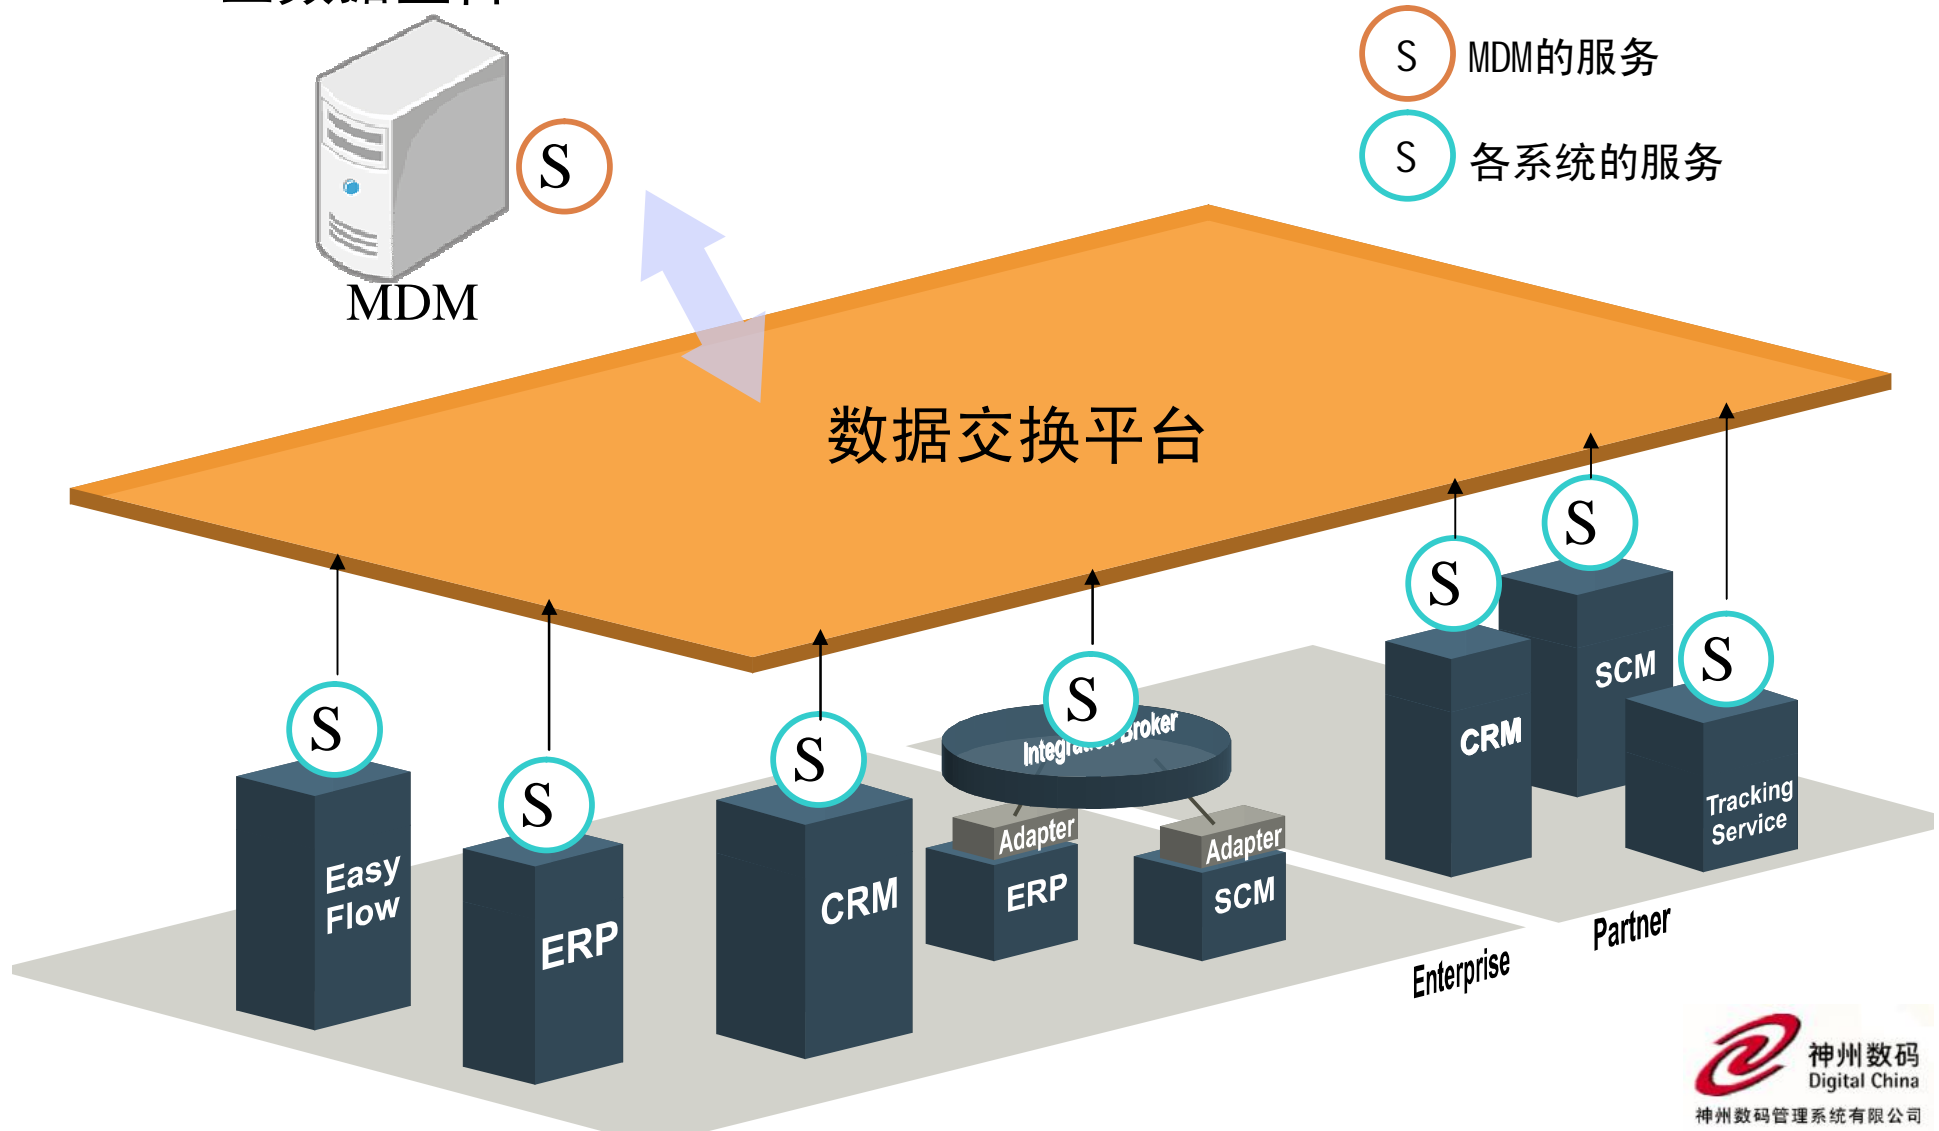 S MDM的服务
S 各系统的服务
S
MDM
数据交换平台
S
S
S
S
S
S
S
Easy
Flow
ERP
CRM
Integration Broker
Adapter
ERP
Adapter
SCM
CRM
SCM
Tracking
Service
Enterprise
Partner
神州数码
Digital China
神州数码管理系统有限公司